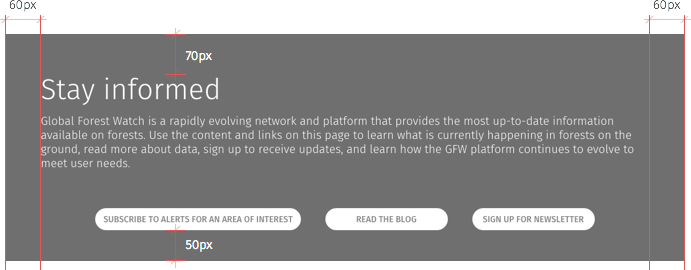 60px 60px
70px
Stay informed
Global Forest Watch is a rapidly evolving network and platform that provides the most up-to-date information
available on forests. Use the content and links on this page to learn what is currently happening in forests on the
ground, read more about data, sign up to receive updates, and learn how the GFW platform continues to evolve to
meet user needs.
SUBSCRIBE TO ALERTS FOR AN AREA OF INTEREST READ THE BLOG SIGN UP FOR NEWSLETTER
50px